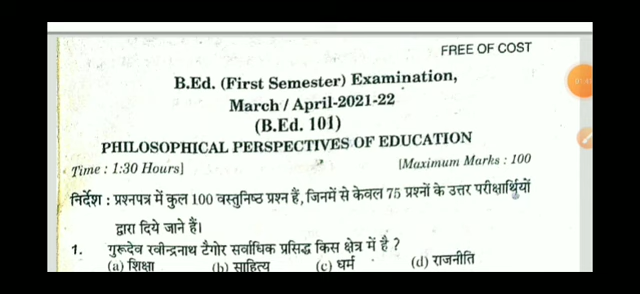 FREE OF COST
B.Ed. (First Semester) Examination,
March / April-2021-22
(B.Ed. 101)
PHILOSOPHICAL PERSPECTIVES OF EDUCATION
Time : 1:30 Hours] [Maximum Marks : 100
निर्देश : प्रश्नपत्र में कुल 100 वस्तुनिष्ठ प्रश्न हैं, जिनमें से केवल 75 प्रश्नों के उत्तर परीक्षार्थियों
द्वारा दिये जाने हैं।
1. गुरूदेव रवीन्द्रनाथ टैगोर सर्वाधिक प्रसिद्ध किस क्षेत्र में है ?
(a) शिक्षा (b) साहित्य (c) धर्म (d) राजनीति